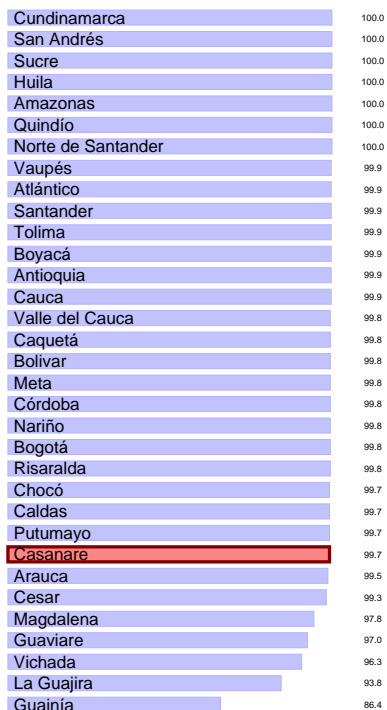 Cundinamarca 100.0
San Andrés 100.0
Sucre 100.0
Huila 100.0
Amazonas 100.0
Quindío 100.0
Norte de Santander 100.0
Vaupés 99.9
Atlántico 99.9
Santander 99.9
Tolima 99.9
Boyacá 99.9
Antioquia 99.9
Cauca 99.9
Valle del Cauca 99.8
Caquetá 99.8
Bolivar 99.8
Meta 99.8
Córdoba 99.8
Nariño 99.8
Bogotá 99.8
Risaralda 99.8
Chocó 99.7
Caldas 99.7
Putumayo 99.7
Casanare 99.7
Arauca 99.5
Cesar 99.3
Magdalena 97.8
Guaviare 97.0
Vichada 96.3
La Guajira 93.8
Guainía 86.4